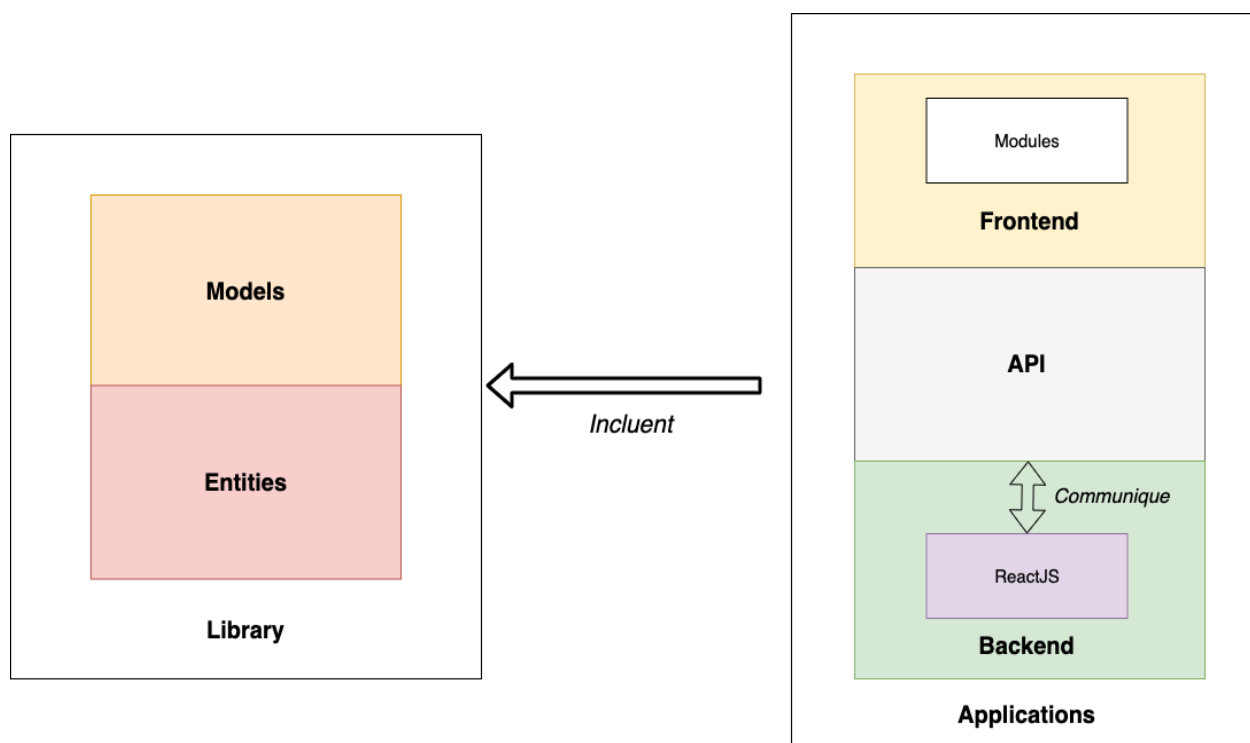 Models
Entities
Library
Incluent
Modules
Frontend
API
Communique
ReactJS
Backend
Applications